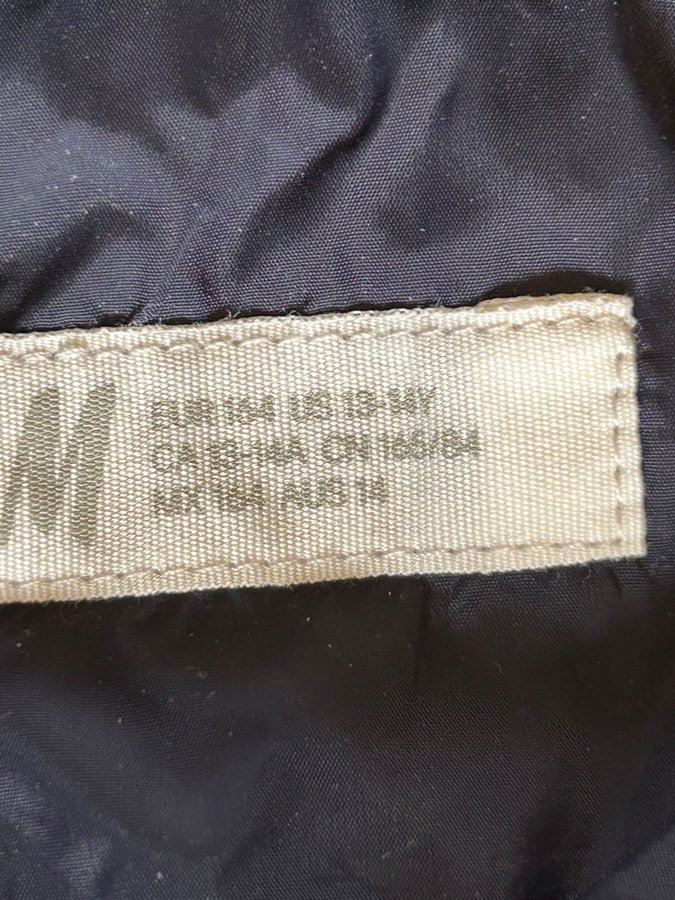 M
EUR 164 US 13-14Y
CA 13-14A CN 165/84
MX 164 AUS 14